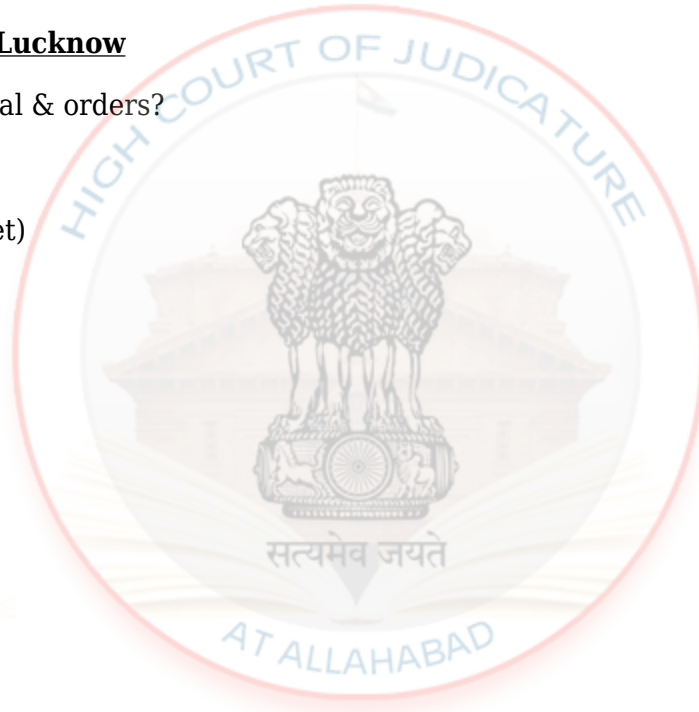 Lucknow
al & orders?
et)
HIGH COURT OF JUDICATURE
सत्यमेव जयते
AT ALLAHABAD